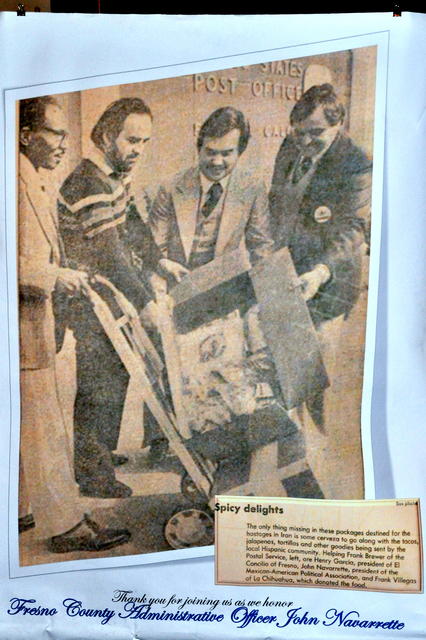 STATES
POST OFFICE
CAL
Spicy delights
Bee photo
The only thing missing in these packages destined for the
hostages in Iran is some cerveza to go along with the tacos,
jalapenos, tortillas and other goodies being sent by the
local Hispanic community. Helping Frank Brewer of the
Postal Service, left, are Henry Garcia, president of El
Concilio of Fresno, John Navarrette, president of the
Mexican-American Political Association, and Frank Villegas
of La Chihuahua, which donated the food.
Thank you for joining us as we honor
Fresno County Administrative Officer John Navarrette